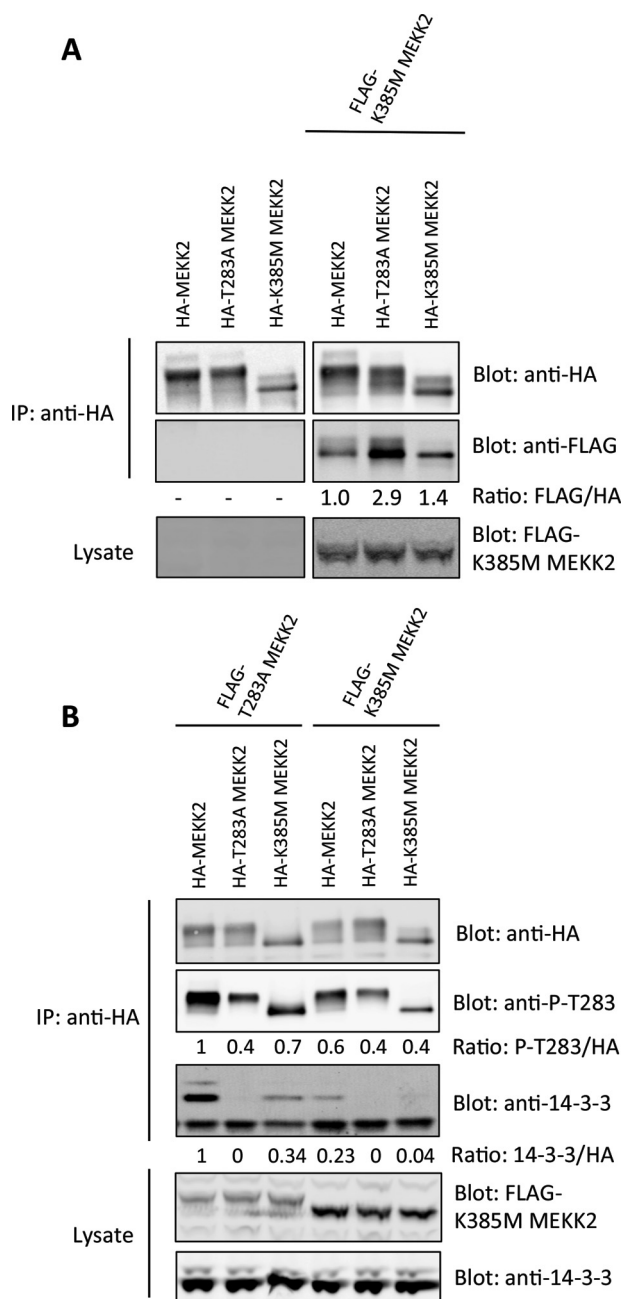 A
FLAG-
K385M MEKK2
HA-MEKK2
HA-T283A MEKK2
HA-K385M MEKK2
HA-MEKK2
HA-T283A MEKK2
HA-K385M MEKK2
IP: anti-HA
Blot: anti-HA
Blot: anti-FLAG
- - - 1.0 2.9 1.4 Ratio: FLAG/HA
Lysate
Blot: FLAG-
K385M MEKK2
B
FLAG-
T283A MEKK2
FLAG-
K385M MEKK2
HA-MEKK2
HA-T283A MEKK2
HA-K385M MEKK2
HA-MEKK2
HA-T283A MEKK2
HA-K385M MEKK2
IP: anti-HA
Blot: anti-HA
Blot: anti-P-T283
1 0.4 0.7 0.6 0.4 0.4 Ratio: P-T283/HA
Blot: anti-14-3-3
1 0 0.34 0.23 0 0.04 Ratio: 14-3-3/HA
Lysate
Blot: FLAG-
K385M MEKK2
Blot: anti-14-3-3